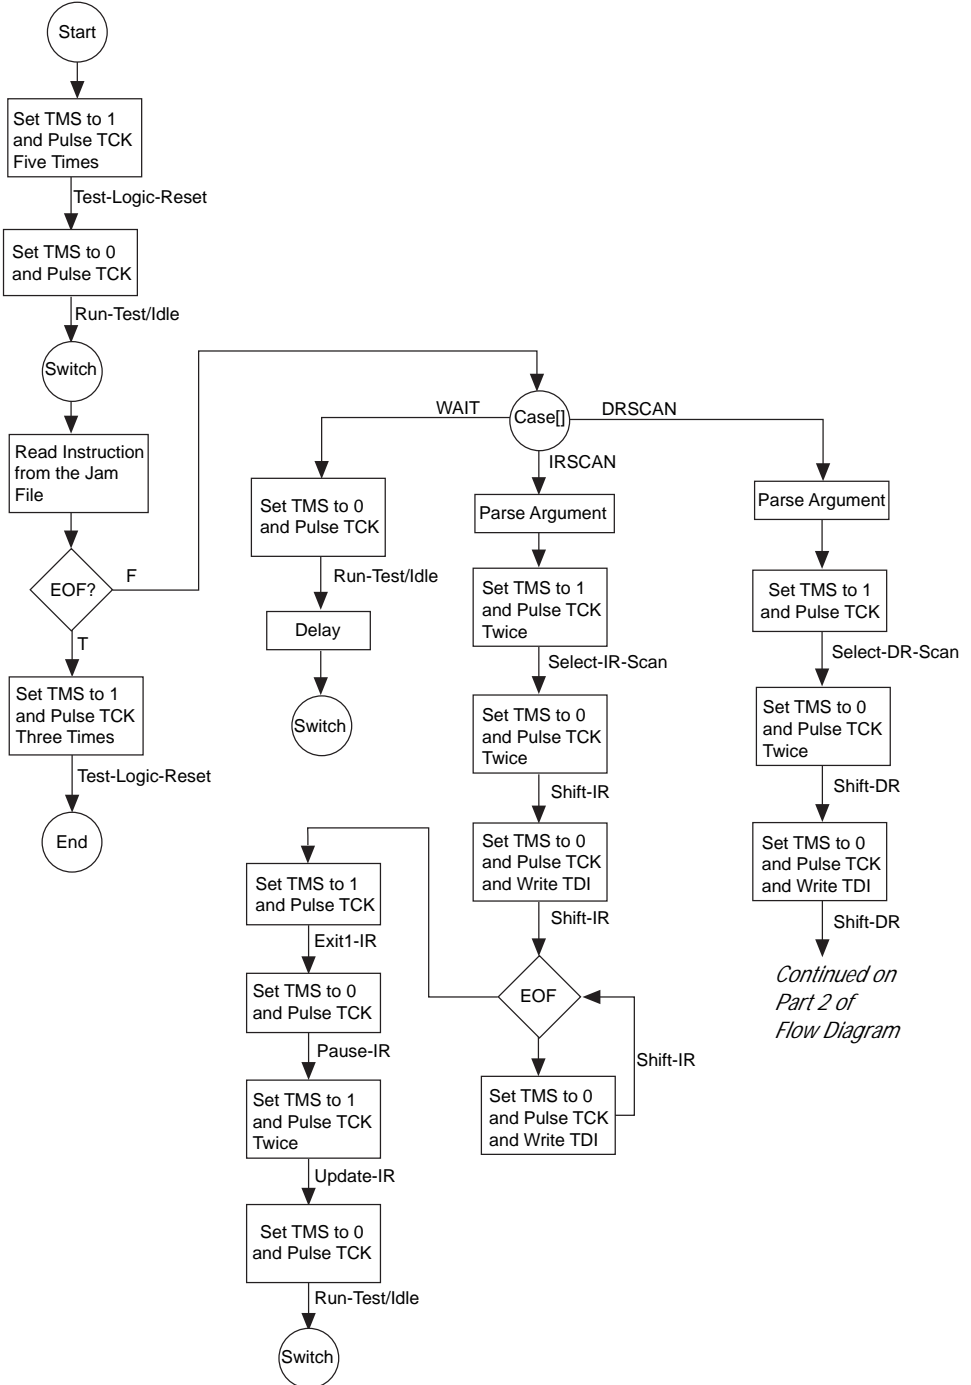 Start
Set TMS to 1
and Pulse TCK
Five Times
Test-Logic-Reset
Set TMS to 0
and Pulse TCK
Run-Test/Idle
Switch
Read Instruction
from the Jam
File
EOF?
F
T
Set TMS to 1
and Pulse TCK
Three Times
Test-Logic-Reset
End
Case[]
WAIT
Set TMS to 0
and Pulse TCK
Run-Test/Idle
Delay
Switch
IRSCAN
Parse Argument
Set TMS to 1
and Pulse TCK
Twice
Select-IR-Scan
Set TMS to 0
and Pulse TCK
Twice
Shift-IR
Set TMS to 0
and Pulse TCK
and Write TDI
Shift-IR
EOF
Set TMS to 0
and Pulse TCK
and Write TDI
Shift-IR
Set TMS to 1
and Pulse TCK
Exit1-IR
Set TMS to 0
and Pulse TCK
Pause-IR
Set TMS to 1
and Pulse TCK
Twice
Update-IR
Set TMS to 0
and Pulse TCK
Run-Test/Idle
Switch
DRSCAN
Parse Argument
Set TMS to 1
and Pulse TCK
Select-DR-Scan
Set TMS to 0
and Pulse TCK
Twice
Shift-DR
Set TMS to 0
and Pulse TCK
and Write TDI
Shift-DR
Continued on
Part 2 of
Flow Diagram